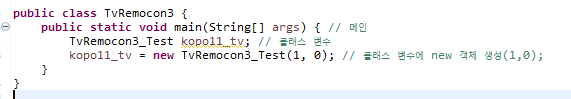 public class TvRemocon3 {
public static void main(String[] args) { // 메인
TvRemocon3_Test kopo11_tv; // 클래스 변수
kopo11_tv = new TvRemocon3_Test(1, 0); // 클래스 변수에 new 객체 생성(1,0);
}
}